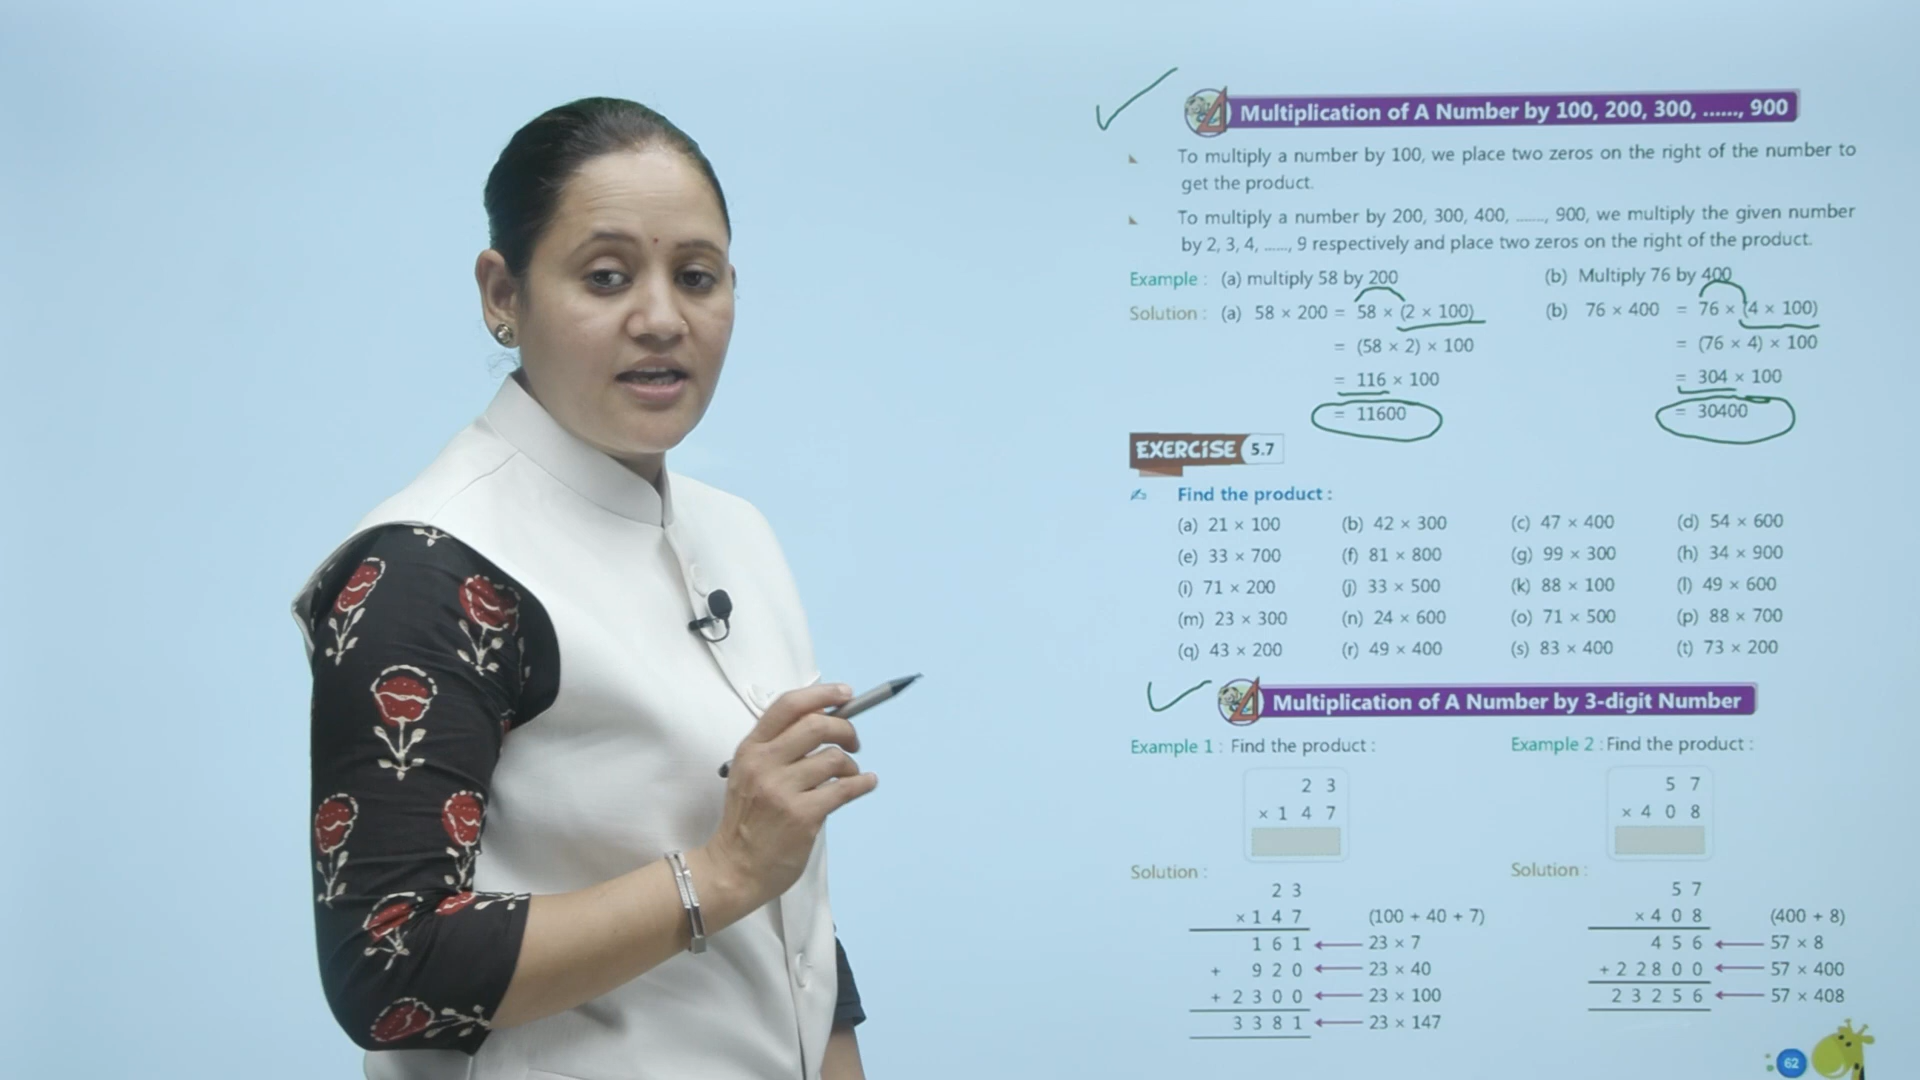 Multiplication of A Number by 100, 200, 300, ......, 900
To multiply a number by 100, we place two zeros on the right of the number to
get the product.
To multiply a number by 200, 300, 400, ......., 900, we multiply the given number
by 2, 3, 4, ......, 9 respectively and place two zeros on the right of the product.
Example : (a) multiply 58 by 200 (b) Multiply 76 by 400
Solution : (a) 58 × 200 = 58 × (2 × 100) (b) 76 × 400 = 76 × (4 × 100)
= (58 × 2) × 100 = (76 × 4) × 100
= 116 × 100 = 304 × 100
= 11600 = 30400
EXERCISE 5.7
Find the product :
(a) 21 × 100 (b) 42 × 300 (c) 47 × 400 (d) 54 × 600
(e) 33 × 700 (f) 81 × 800 (g) 99 × 300 (h) 34 × 900
(i) 71 × 200 (j) 33 × 500 (k) 88 × 100 (l) 49 × 600
(m) 23 × 300 (n) 24 × 600 (o) 71 × 500 (p) 88 × 700
(q) 43 × 200 (r) 49 × 400 (s) 83 × 400 (t) 73 × 200
Multiplication of A Number by 3-digit Number
Example 1 : Find the product : Example 2 : Find the product :
2 3 5 7
× 1 4 7 × 4 0 8
Solution : Solution :
2 3 5 7
× 1 4 7 (100 + 40 + 7) × 4 0 8 (400 + 8)
1 6 1 23 × 7 4 5 6 57 × 8
+ 9 2 0 23 × 40 + 2 2 8 0 0 57 × 400
+ 2 3 0 0 23 × 100 2 3 2 5 6 57 × 408
3 3 8 1 23 × 147
62